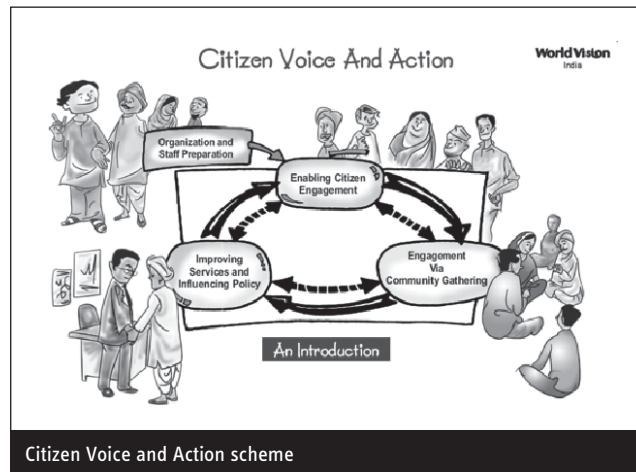 Citizen Voice And Action
World Vision
India
Organization and
Staff Preparation
Enabling Citizen
Engagement
Improving
Services and
Influencing Policy
Engagement
Via
Community Gathering
An Introduction
Citizen Voice and Action scheme